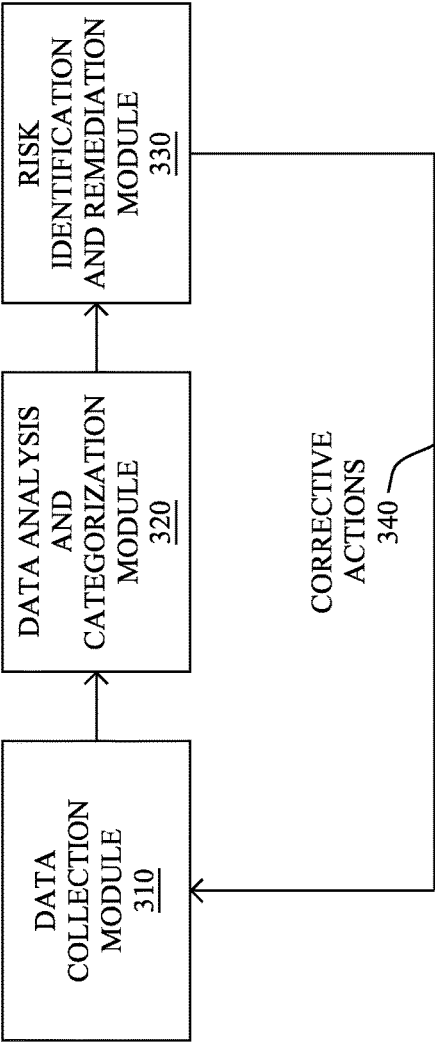 DATA
COLLECTION
MODULE
310
DATA ANALYSIS
AND
CATEGORIZATION
MODULE
320
RISK
IDENTIFICATION
AND REMEDIATION
MODULE
330
CORRECTIVE
ACTIONS
340